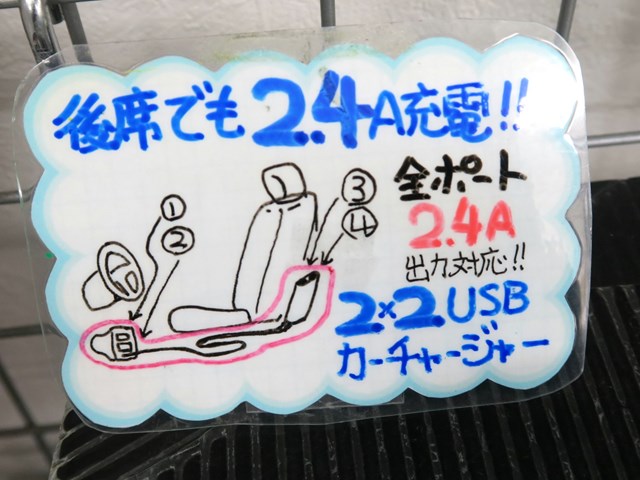 後席でも2.4A充電!!
全ポート
2.4A
出力対応!!
2×2USB
カーチャージャー
①
②
③
④